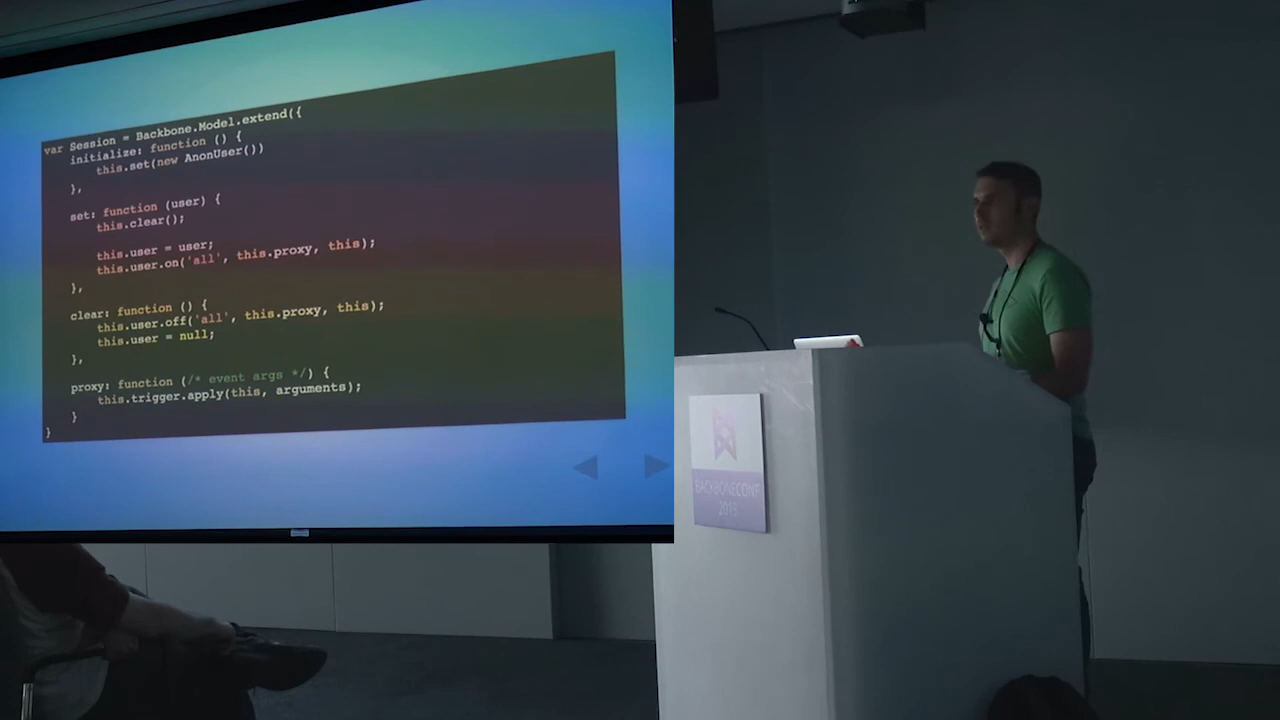 var Session = Backbone.Model.extend({
    initialize: function () {
        this.set(new AnonUser())
    },
    set: function (user) {
        this.clear();
        this.user = user;
        this.user.on('all', this.proxy, this);
    },
    clear: function () {
        this.user.off('all', this.proxy, this);
        this.user = null;
    },
    proxy: function (/* event args */) {
        this.trigger.apply(this, arguments);
    }
}
BACKBONECONF
2013